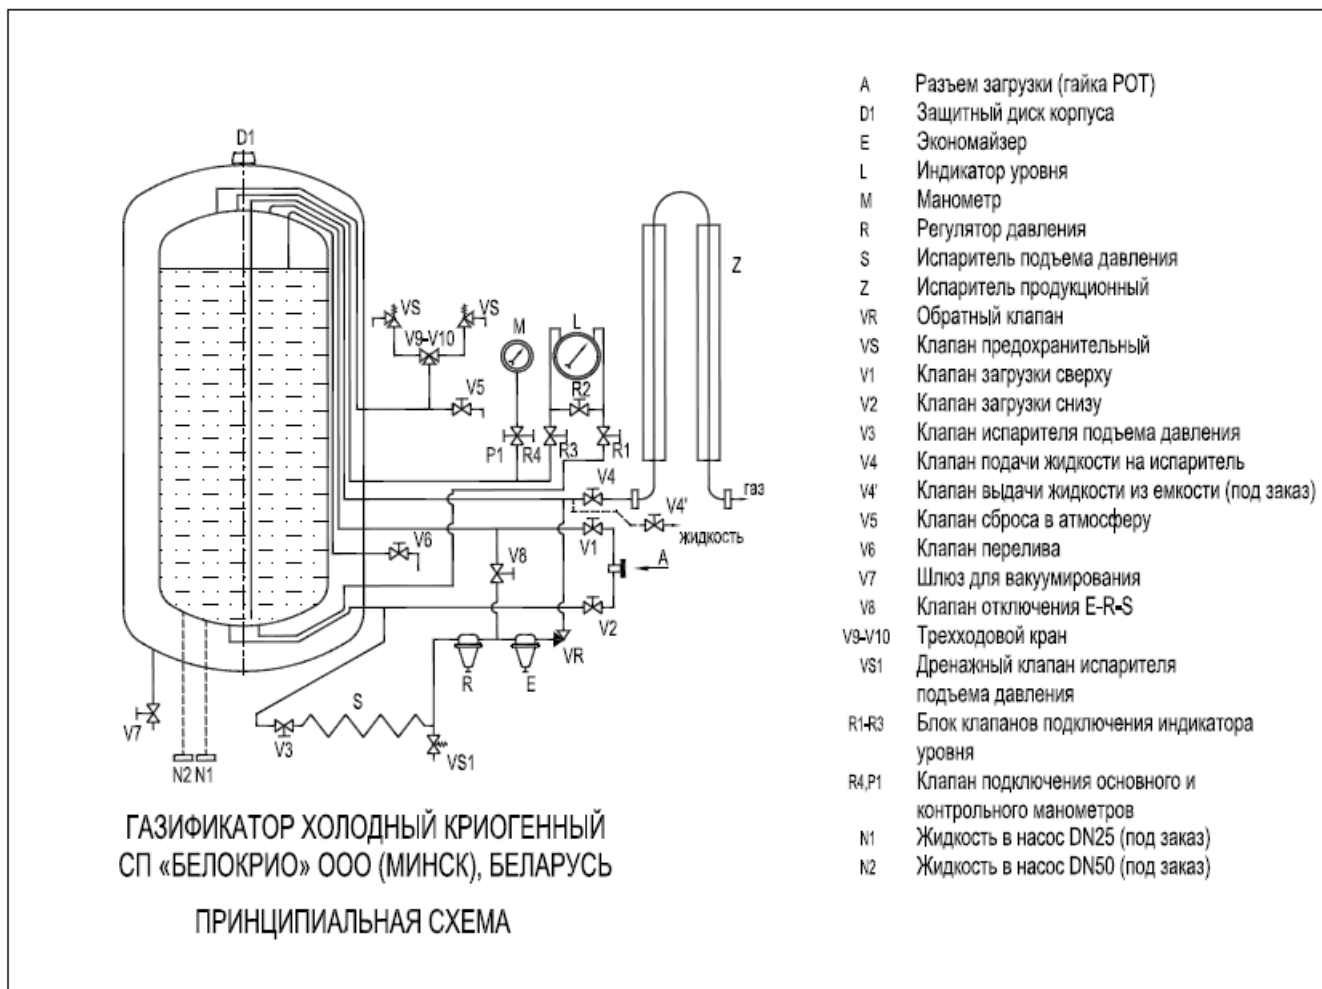 D1
VS
VS
V9-V10
M
L
Z
V5
R2
P1
R4
R3
R1
V4
газ
V4'
жидкость
V1
V6
V8
A
V2
VR
R
E
S
V7
V3
VS1
N2
N1
ГАЗИФИКАТОР ХОЛОДНЫЙ КРИОГЕННЫЙ
СП «БЕЛОКРИО» ООО (МИНСК), БЕЛАРУСЬ
ПРИНЦИПИАЛЬНАЯ СХЕМА
A Разъем загрузки (гайка РОТ)
D1 Защитный диск корпуса
E Экономайзер
L Индикатор уровня
M Манометр
R Регулятор давления
S Испаритель подъема давления
Z Испаритель продукционный
VR Обратный клапан
VS Клапан предохранительный
V1 Клапан загрузки сверху
V2 Клапан загрузки снизу
V3 Клапан испарителя подъема давления
V4 Клапан подачи жидкости на испаритель
V4' Клапан выдачи жидкости из емкости (под заказ)
V5 Клапан сброса в атмосферу
V6 Клапан перелива
V7 Шлюз для вакуумирования
V8 Клапан отключения E-R-S
V9-V10 Трехходовой кран
VS1 Дренажный клапан испарителя
подъема давления
R1-R3 Блок клапанов подключения индикатора
уровня
R4,P1 Клапан подключения основного и
контрольного манометров
N1 Жидкость в насос DN25 (под заказ)
N2 Жидкость в насос DN50 (под заказ)